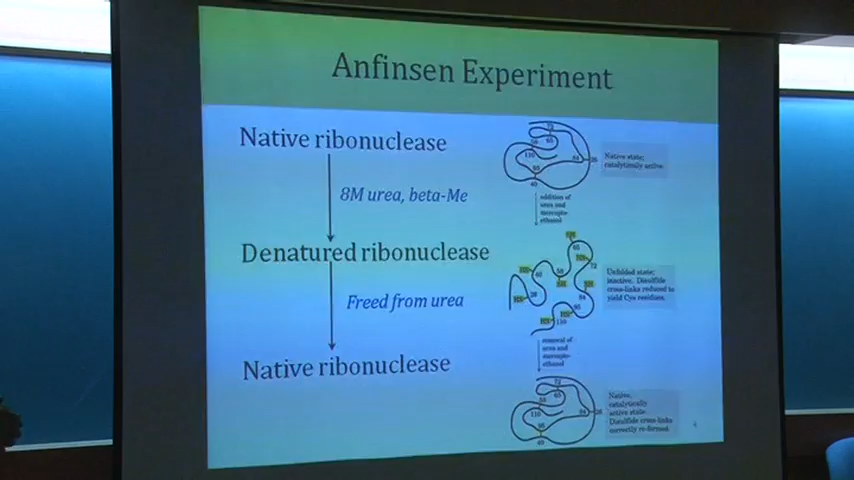 Anfinsen Experiment
Native ribonuclease
8M urea, beta-Me
Denatured ribonuclease
Freed from urea
Native ribonuclease
Native state;
catalytically active.
addition of
urea and
mercapto-
ethanol
Unfolded state;
inactive. Disulfide
cross-links reduced to
yield Cys residues.
removal of
urea and
mercapto-
ethanol
Native,
catalytically
active state.
Disulfide cross-links
correctly re-formed.
4